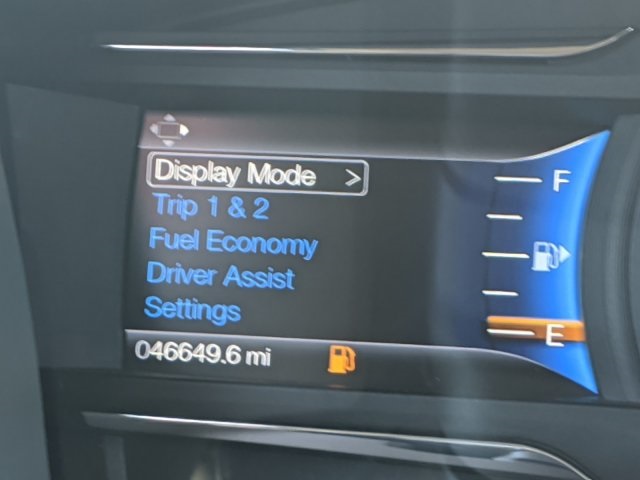 Display Mode >
Trip 1 & 2
Fuel Economy
Driver Assist
Settings
046649.6 mi
F
E